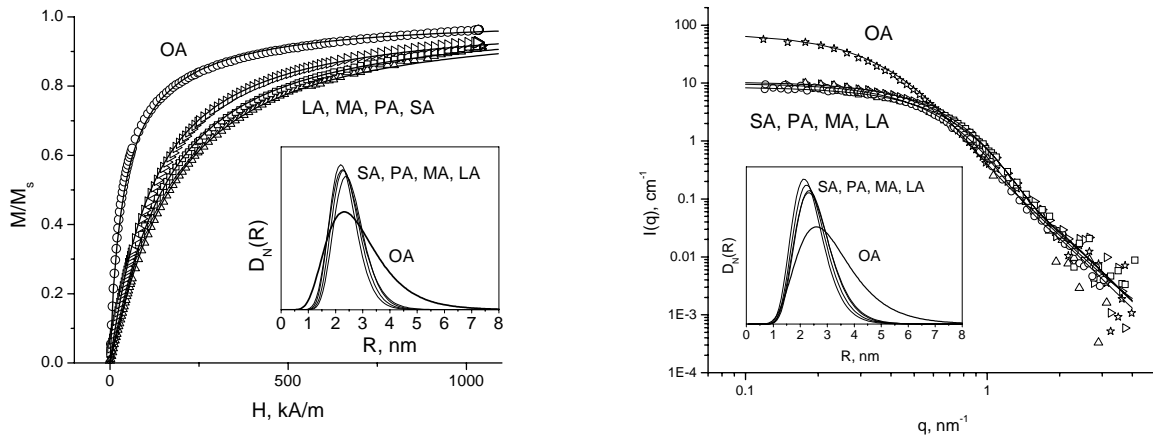 1.0
0.8
0.6
0.4
0.2
0.0
M/Ms
0
500
1000
H, kA/m
OA
LA, MA, PA, SA
SA, PA, MA, LA
OA
DN(R)
0 1 2 3 4 5 6 7 8
R, nm
100
10
1
0.1
0.01
1E-3
1E-4
I(q), cm-1
0.1
1
q, nm-1
OA
SA, PA, MA, LA
SA, PA, MA, LA
OA
DN(R)
0 1 2 3 4 5 6 7 8
R, nm